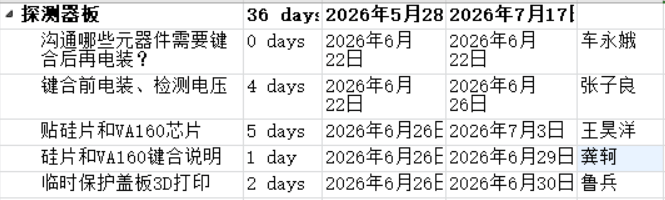 探测器板 36 days 2026年5月28 2026年7月17日
沟通哪些元器件需要键 0 days 2026年6月 2026年6月 车永娥
合后再电装？ 22日 22日
键合前电装、检测电压 4 days 2026年6月 2026年6月 张子良
22日 26日
贴硅片和VA160芯片 5 days 2026年6月26日 2026年7月3日 王昊洋
硅片和VA160键合说明 1 day 2026年6月26日 2026年6月29日 龚轲
临时保护盖板3D打印 2 days 2026年6月26日 2026年6月30日 鲁兵